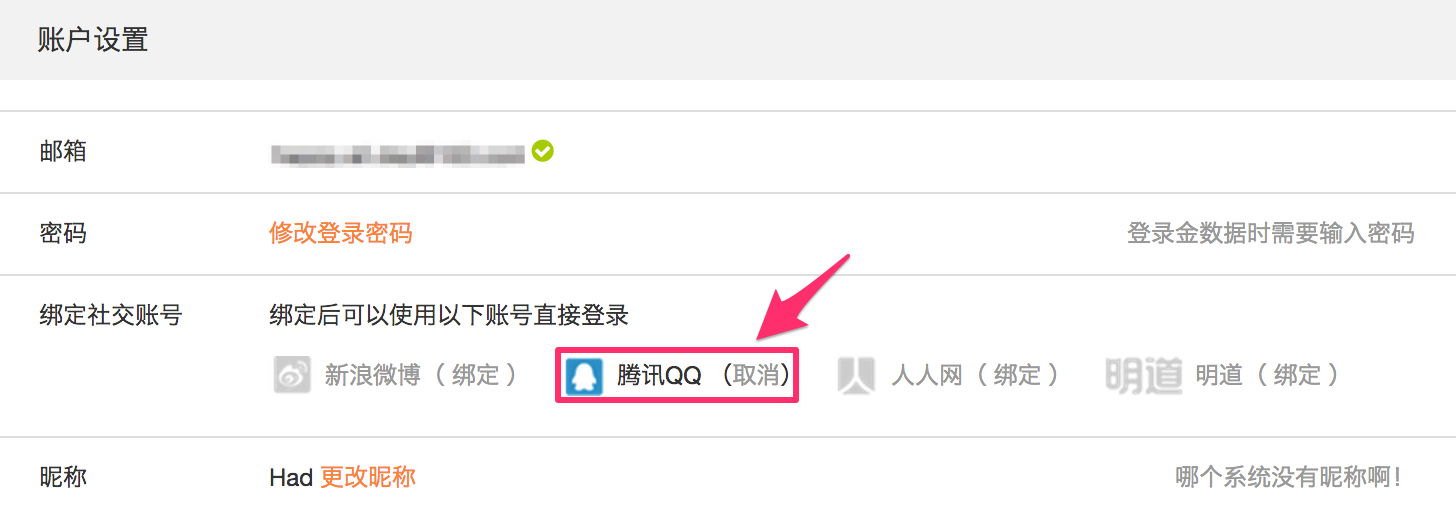 账户设置
邮箱
密码 修改登录密码 登录金数据时需要输入密码
绑定社交账号 绑定后可以使用以下账号直接登录
新浪微博（ 绑定 ） 腾讯QQ （取消） 人人网（ 绑定 ） 明道 明道（ 绑定 ）
昵称 Had 更改昵称 哪个系统没有昵称啊！